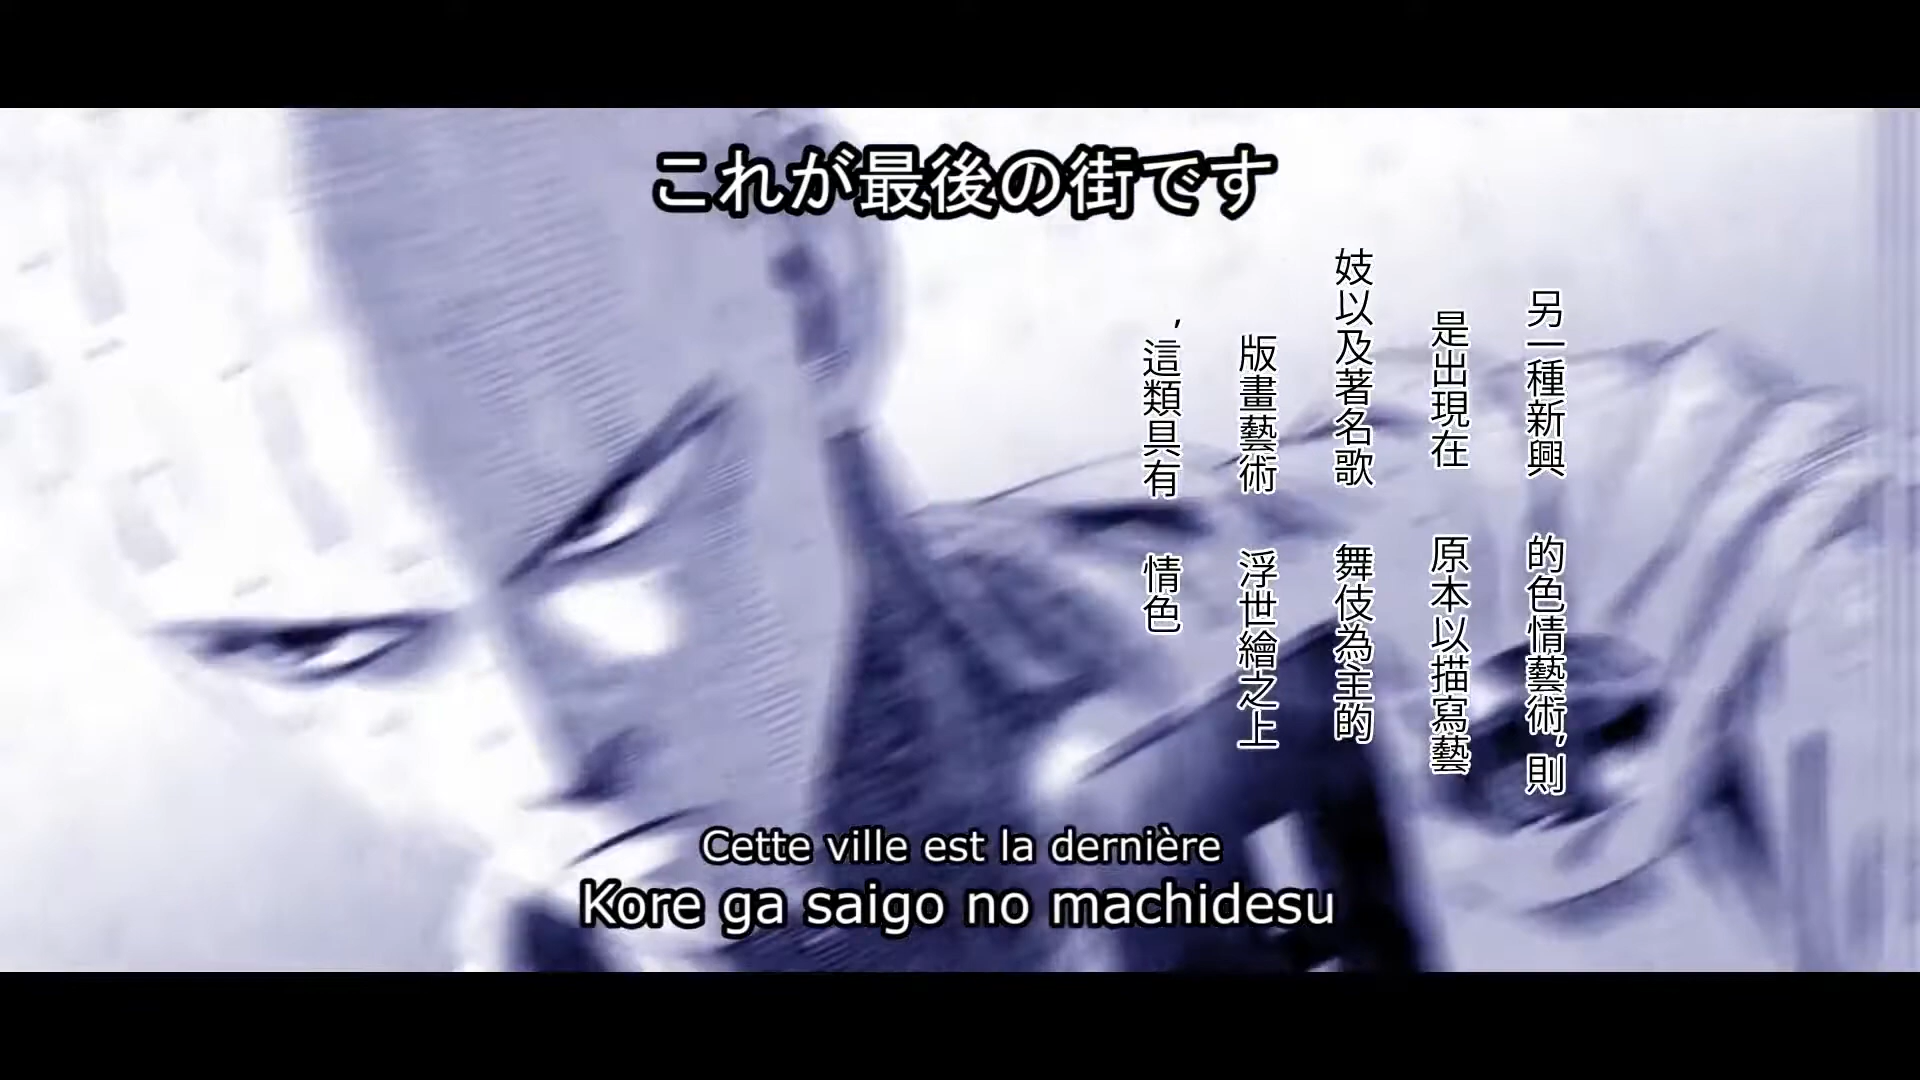 これが最後の街です
另一種新興 的色情藝術,則
是出現在 原本以描寫藝
妓以及著名歌 舞伎為主的
版畫藝術 浮世繪之上
,這類具有 情色
Cette ville est la dernière
Kore ga saigo no machidesu